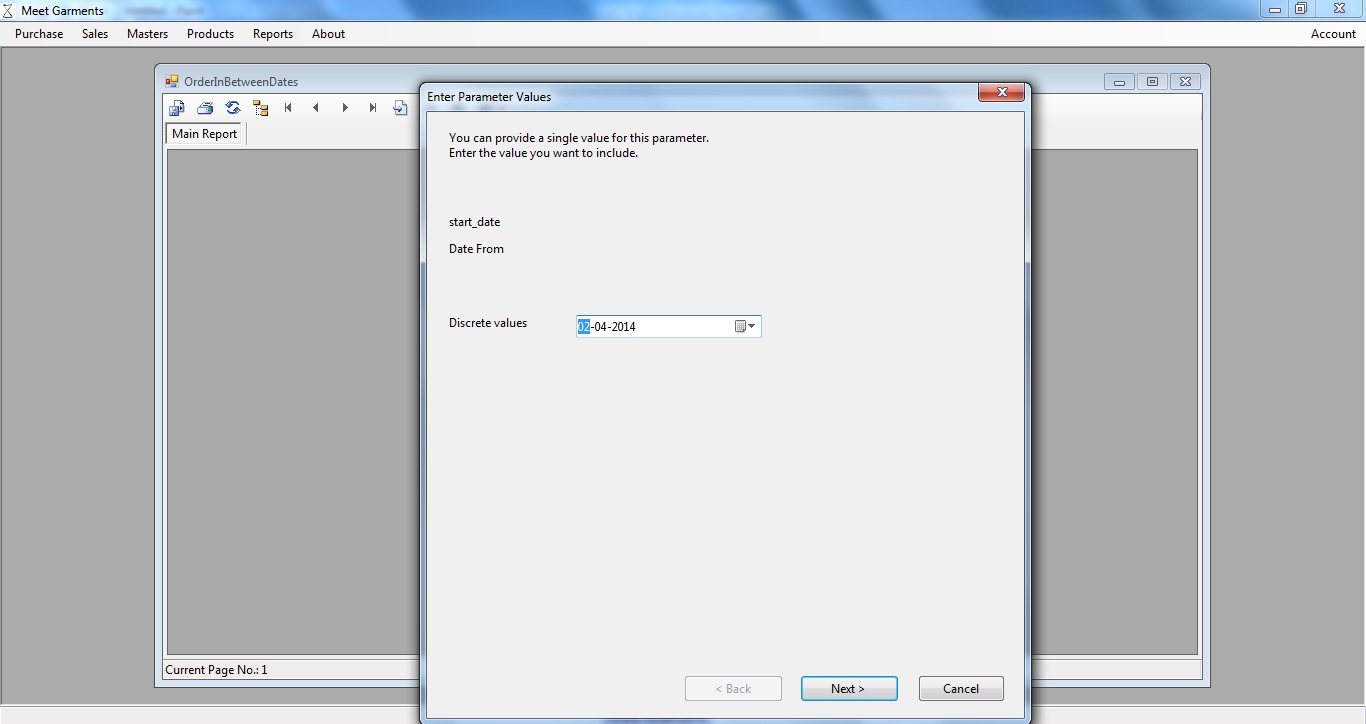 Meet Garments
Purchase Sales Masters Products Reports About Account
OrderInBetweenDates
Main Report
Enter Parameter Values
You can provide a single value for this parameter.
Enter the value you want to include.
start_date
Date From
Discrete values 02-04-2014
Current Page No.: 1
< Back Next > Cancel